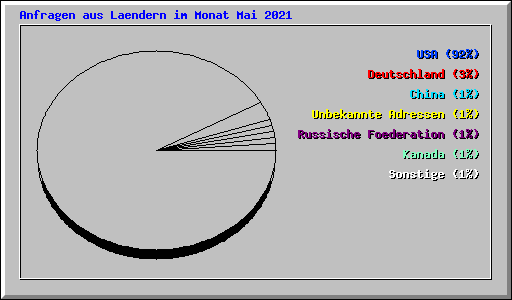 Anfragen aus Laendern im Monat Mai 2021
USA (92%)
Deutschland (3%)
China (1%)
Unbekannte Adressen (1%)
Russische Foederation (1%)
Kanada (1%)
Sonstige (1%)